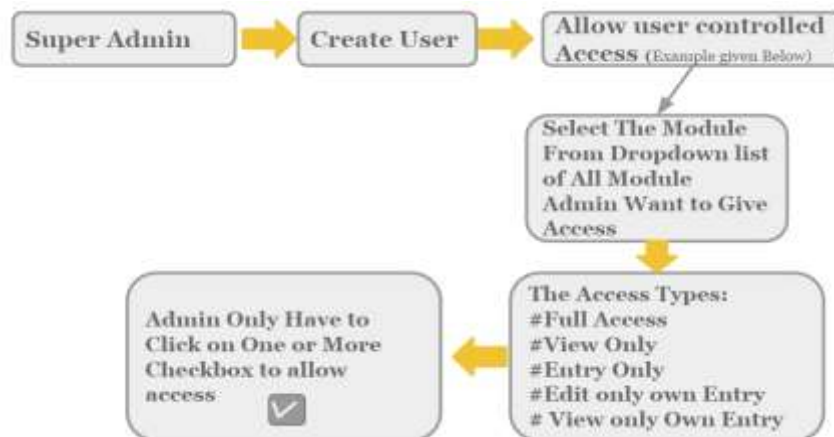 Super Admin
Create User
Allow user controlled
Access (Example given Below)
Select The Module
From Dropdown list
of All Module
Admin Want to Give
Access
The Access Types:
#Full Access
#View Only
#Entry Only
#Edit only own Entry
# View only Own Entry
Admin Only Have to
Click on One or More
Checkbox to allow
access